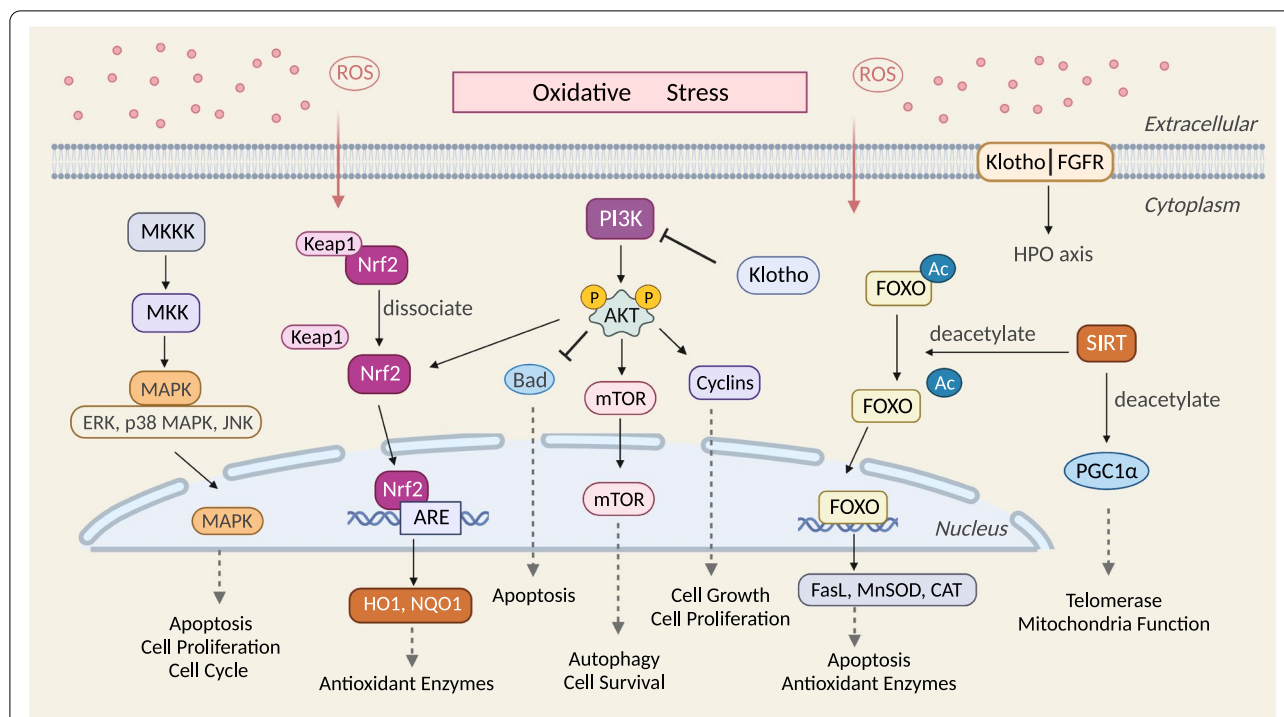 ROS
Oxidative Stress
ROS
Extracellular
Klotho | FGFR
Cytoplasm
HPO axis
MKKK
MKK
MAPK
ERK, p38 MAPK, JNK
MAPK
Apoptosis
Cell Proliferation
Cell Cycle
Keap1
Nrf2
dissociate
Keap1
Nrf2
Nrf2
ARE
HO1, NQO1
Antioxidant Enzymes
PI3K
Klotho
P
P
AKT
Bad
Apoptosis
mTOR
mTOR
Autophagy
Cell Survival
Cyclins
Cell Growth
Cell Proliferation
Ac
FOXO
deacetylate
SIRT
Ac
FOXO
FOXO
Nucleus
FasL, MnSOD, CAT
Apoptosis
Antioxidant Enzymes
deacetylate
PGC1α
Telomerase
Mitochondria Function